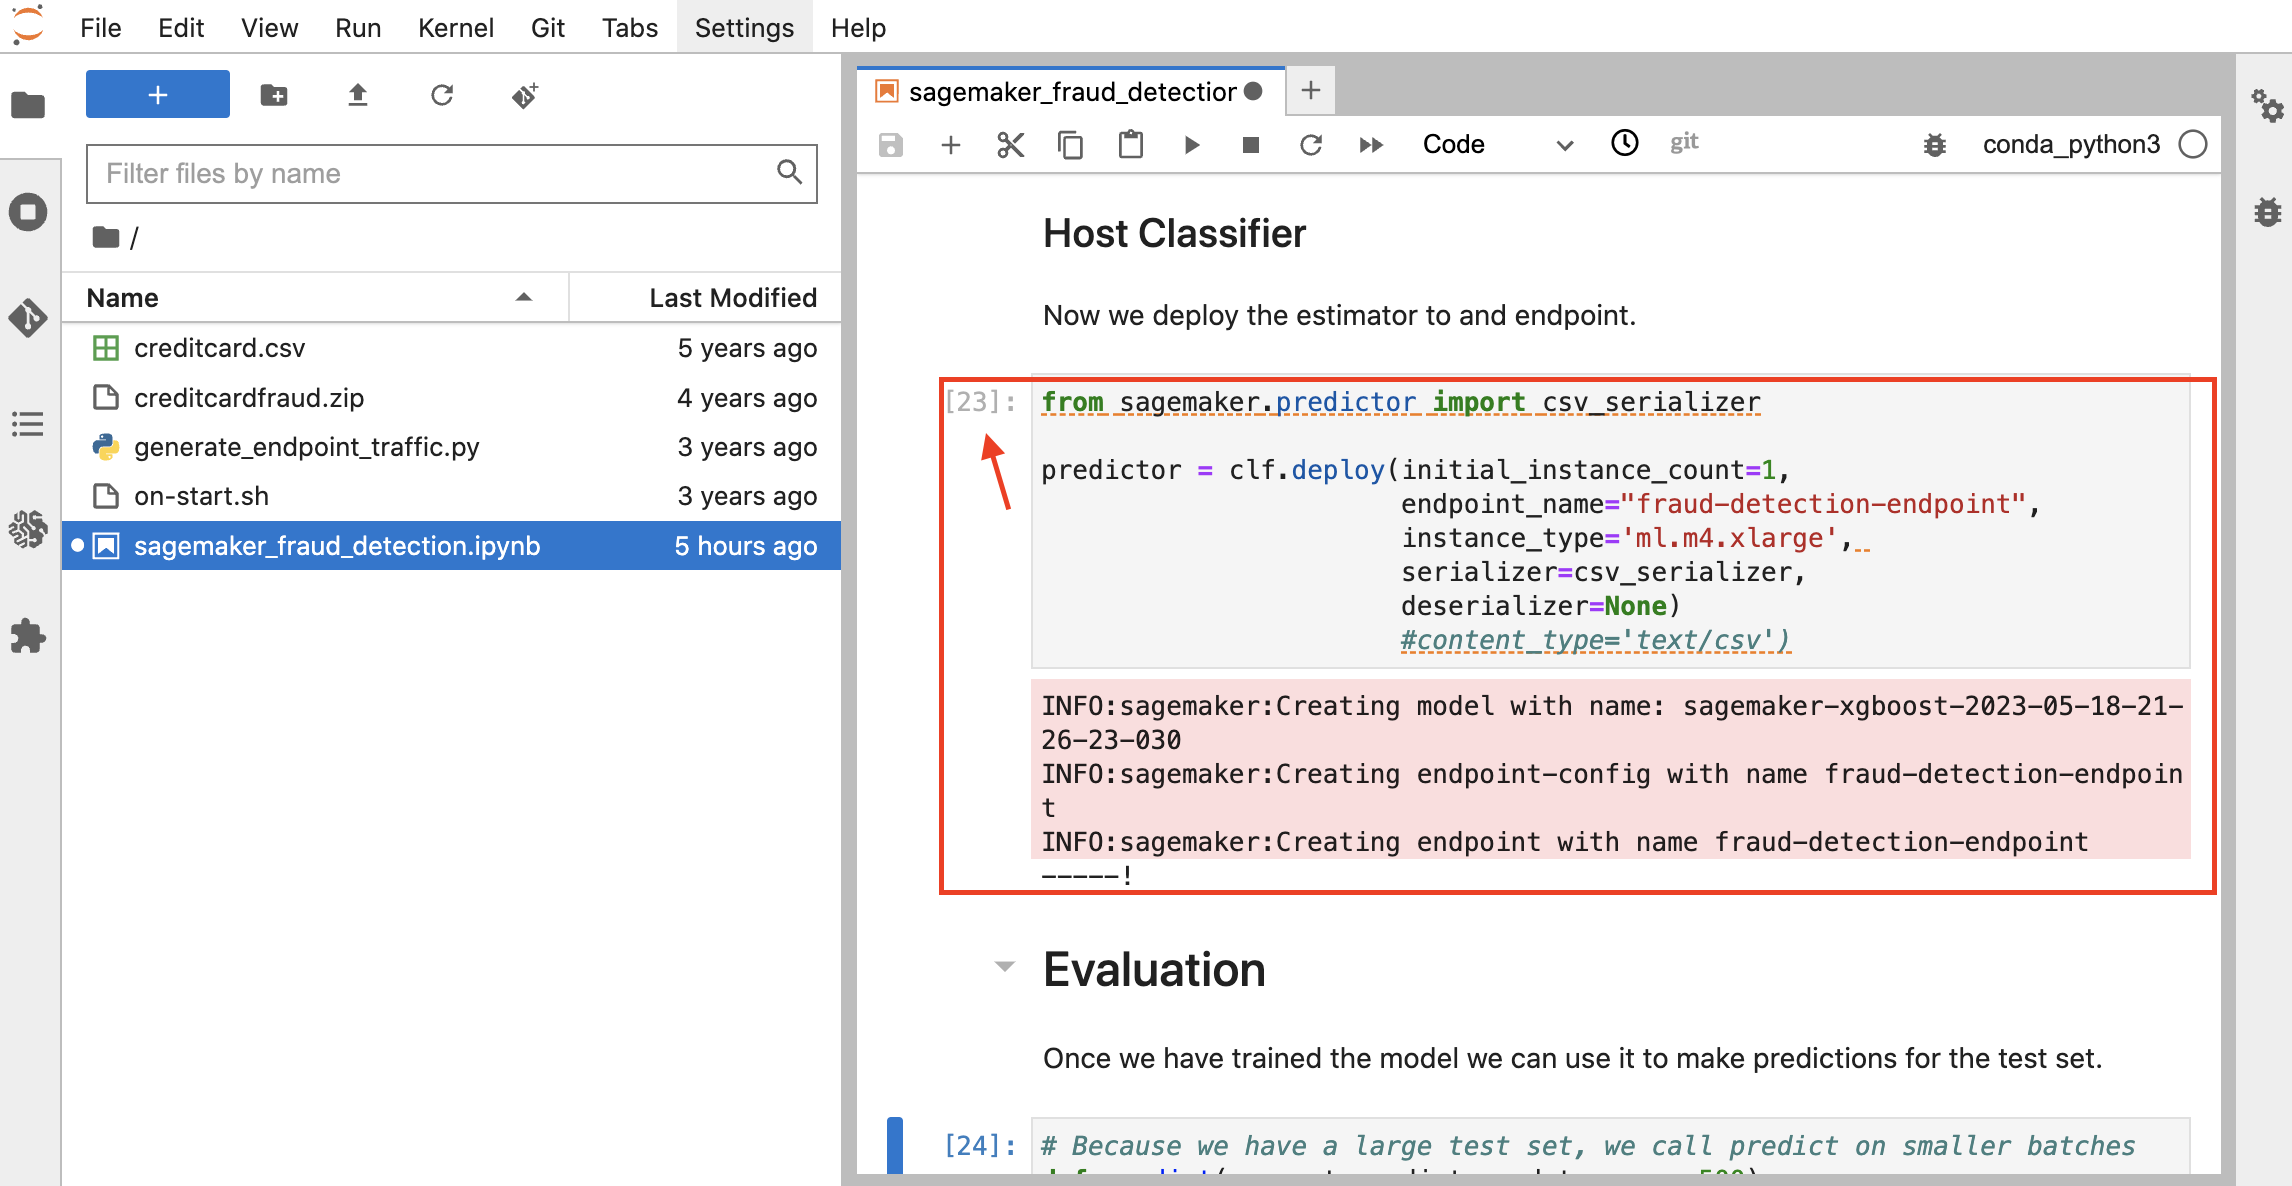 File Edit View Run Kernel Git Tabs Settings Help
+
Filter files by name
/
Name Last Modified
creditcard.csv 5 years ago
creditcardfraud.zip 4 years ago
generate_endpoint_traffic.py 3 years ago
on-start.sh 3 years ago
sagemaker_fraud_detection.ipynb 5 hours ago
sagemaker_fraud_detection
Code git conda_python3
Host Classifier
Now we deploy the estimator to and endpoint.
[23]: from sagemaker.predictor import csv_serializer
predictor = clf.deploy(initial_instance_count=1,
endpoint_name="fraud-detection-endpoint",
instance_type='ml.m4.xlarge',
serializer=csv_serializer,
deserializer=None)
#content_type='text/csv')
INFO:sagemaker:Creating model with name: sagemaker-xgboost-2023-05-18-21-
26-23-030
INFO:sagemaker:Creating endpoint-config with name fraud-detection-endpoin
t
INFO:sagemaker:Creating endpoint with name fraud-detection-endpoint
-----!
Evaluation
Once we have trained the model we can use it to make predictions for the test set.
[24]: # Because we have a large test set, we call predict on smaller batches